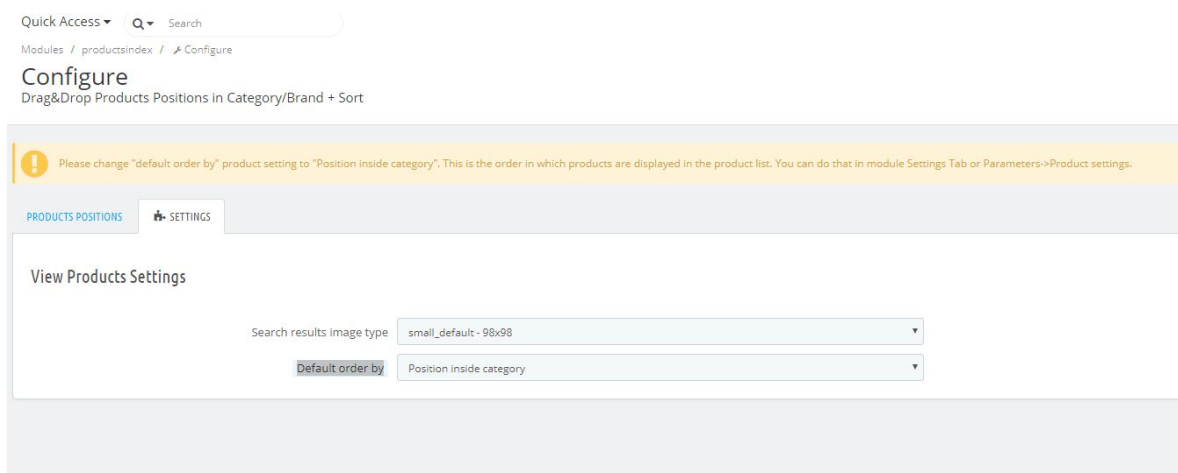 Quick Access
Search
Modules / productsindex / Configure
Configure
Drag&Drop Products Positions in Category/Brand + Sort
Please change "default order by" product setting to "Position inside category". This is the order in which products are displayed in the product list. You can do that in module Settings Tab or Parameters->Product settings.
PRODUCTS POSITIONS SETTINGS
View Products Settings
Search results image type small_default - 98x98
Default order by Position inside category